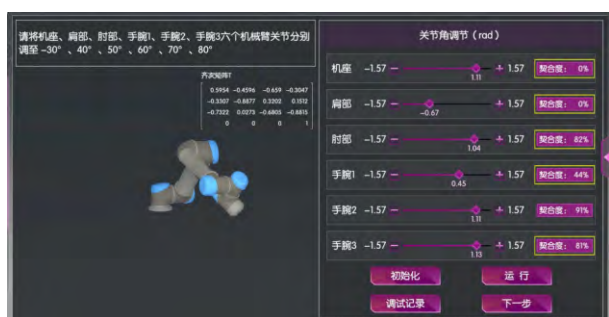 请将机座、肩部、肘部、手腕1、手腕2、手腕3六个机械臂关节分别
调至 -30°、40°、50°、60°、70°、80°
齐次矩阵T
0.5954 -0.4596 -0.659 -0.3047
-0.3307 -0.8877 0.3202 0.1512
-0.7322 0.0273 -0.6805 -0.8815
0 0 0 1
关节角调节(rad)
机座 -1.57 1.57 契合度: 0%
1.11
肩部 -1.57 1.57 契合度: 0%
-0.67
肘部 -1.57 1.57 契合度: 82%
1.04
手腕1 -1.57 1.57 契合度: 44%
0.45
手腕2 -1.57 1.57 契合度: 91%
1.11
手腕3 -1.57 1.57 契合度: 81%
1.13
初始化 运行
调试记录 下一步